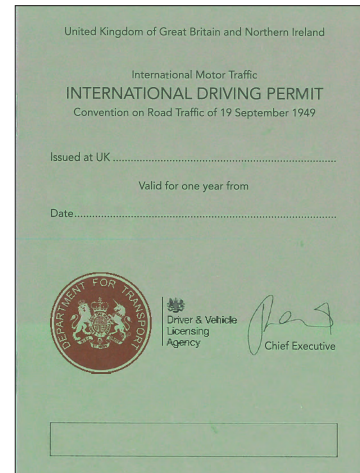 United Kingdom of Great Britain and Northern Ireland
International Motor Traffic
INTERNATIONAL DRIVING PERMIT
Convention on Road Traffic of 19 September 1949
Issued at UK ........................................................................
Valid for one year from
Date....................................................................................
DEPARTMENT FOR TRANSPORT
Driver & Vehicle
Licensing
Agency
Chief Executive